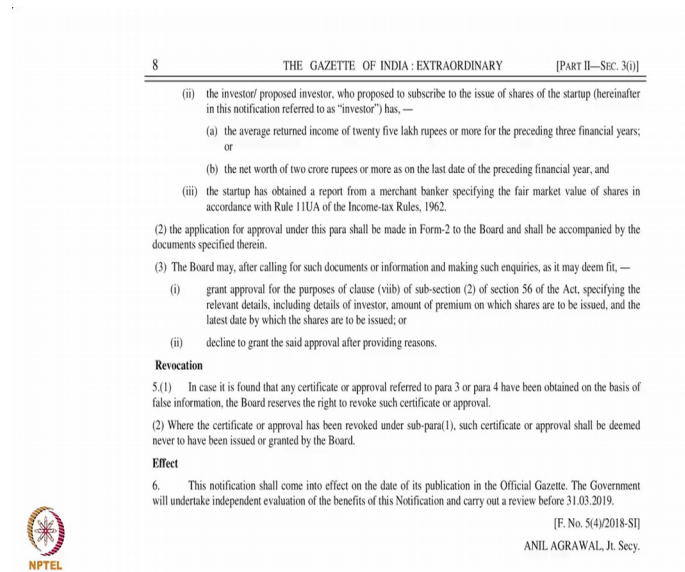 8 THE GAZETTE OF INDIA : EXTRAORDINARY [PART II—SEC. 3(i)]
(ii) the investor/ proposed investor, who proposed to subscribe to the issue of shares of the startup (hereinafter
in this notification referred to as “investor”) has, —
(a) the average returned income of twenty five lakh rupees or more for the preceding three financial years;
or
(b) the net worth of two crore rupees or more as on the last date of the preceding financial year, and
(iii) the startup has obtained a report from a merchant banker specifying the fair market value of shares in
accordance with Rule 11UA of the Income-tax Rules, 1962.
(2) the application for approval under this para shall be made in Form-2 to the Board and shall be accompanied by the
documents specified therein.
(3) The Board may, after calling for such documents or information and making such enquiries, as it may deem fit, —
(i) grant approval for the purposes of clause (viib) of sub-section (2) of section 56 of the Act, specifying the
relevant details, including details of investor, amount of premium on which shares are to be issued, and the
latest date by which the shares are to be issued; or
(ii) decline to grant the said approval after providing reasons.
Revocation
5.(1) In case it is found that any certificate or approval referred to para 3 or para 4 have been obtained on the basis of
false information, the Board reserves the right to revoke such certificate or approval.
(2) Where the certificate or approval has been revoked under sub-para(1), such certificate or approval shall be deemed
never to have been issued or granted by the Board.
Effect
6. This notification shall come into effect on the date of its publication in the Official Gazette. The Government
will undertake independent evaluation of the benefits of this Notification and carry out a review before 31.03.2019.
[F. No. 5(4)/2018-SI]
ANIL AGRAWAL, Jt. Secy.
NPTEL